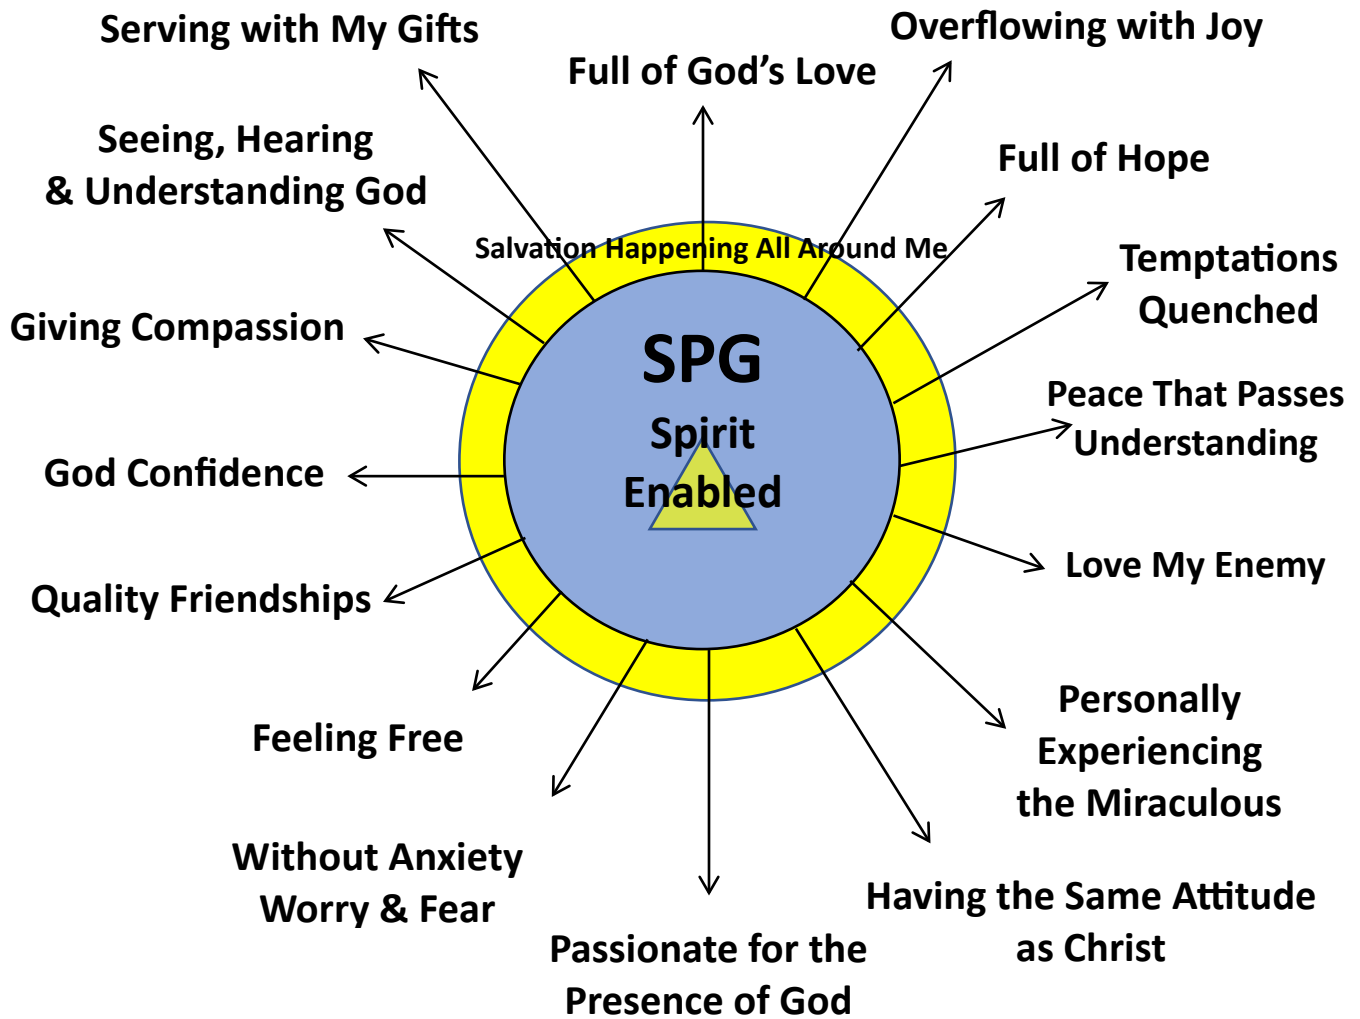 Serving with My Gifts
Full of God’s Love
Overflowing with Joy
Seeing, Hearing
& Understanding God
Full of Hope
Salvation Happening All Around Me
Temptations
Quenched
Giving Compassion
SPG
Spirit
Enabled
Peace That Passes
Understanding
God Confidence
Love My Enemy
Quality Friendships
Feeling Free
Personally
Experiencing
the Miraculous
Without Anxiety
Worry & Fear
Having the Same Attitude
as Christ
Passionate for the
Presence of God